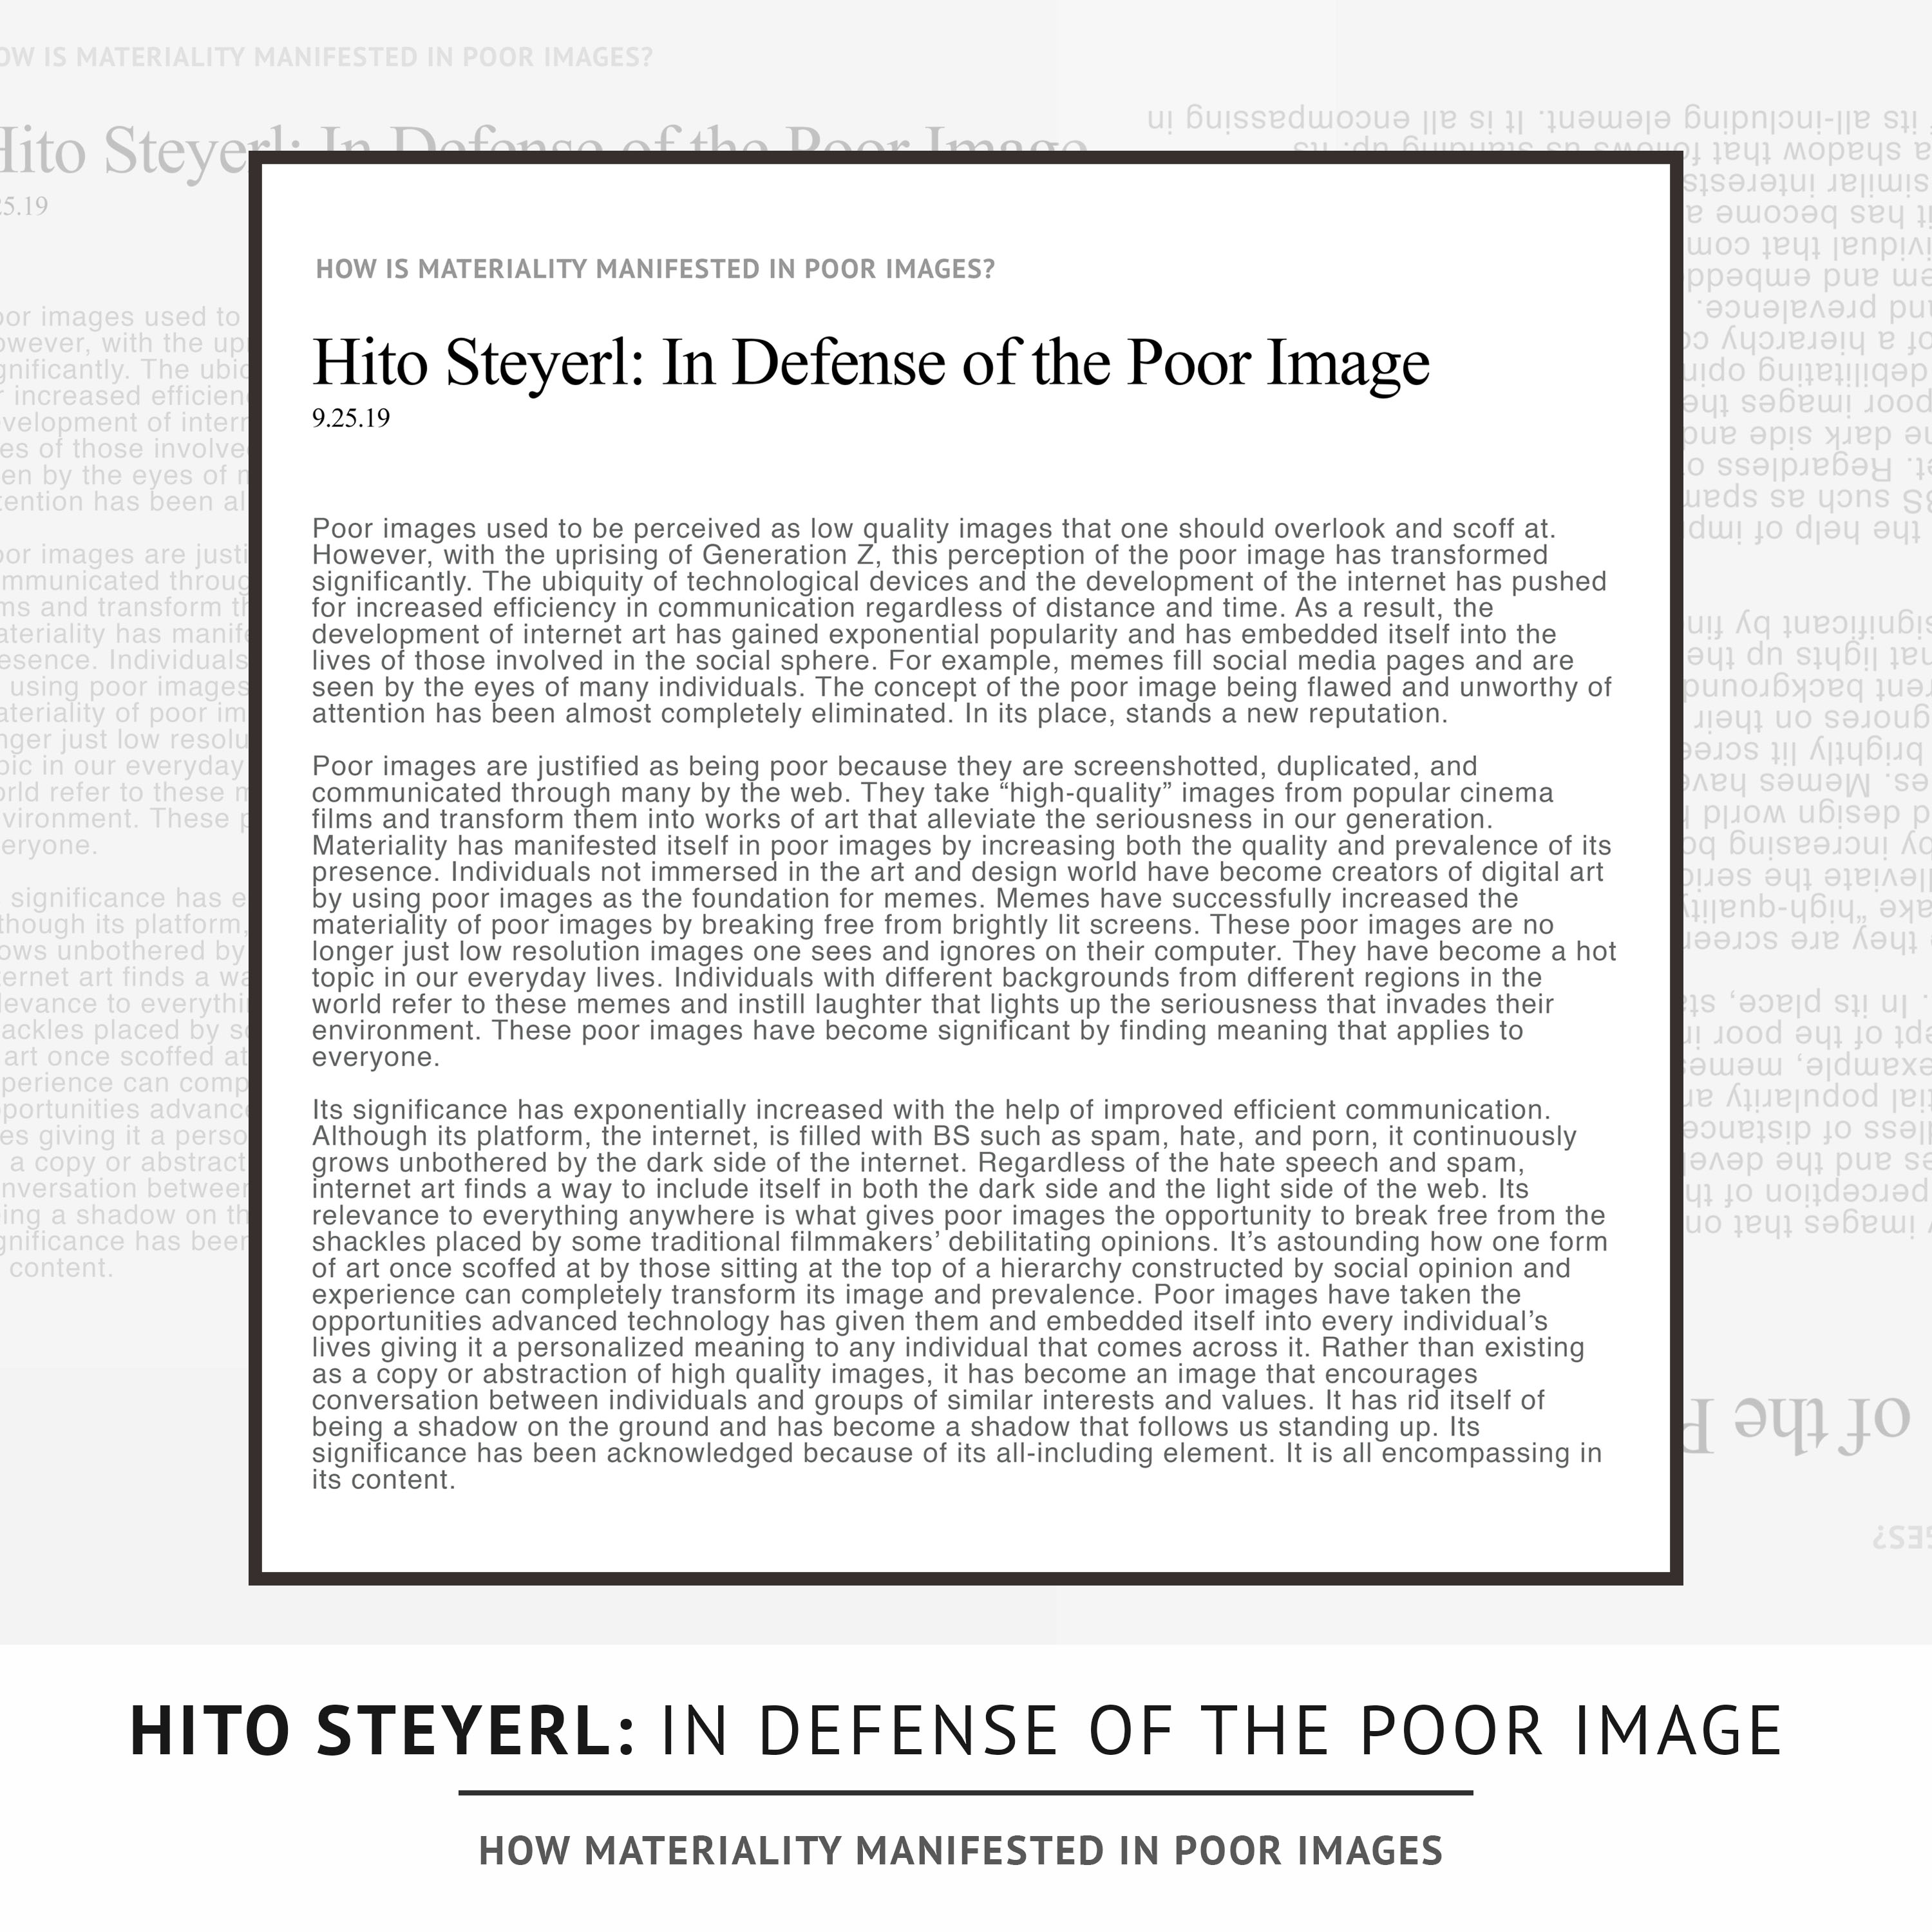 HOW IS MATERIALITY MANIFESTED IN POOR IMAGES?
Hito Steyerl: In Defense of the Poor Image
9.25.19
Poor images used to be perceived as low quality images that one should overlook and scoff at.
However, with the uprising of Generation Z, this perception of the poor image has transformed
significantly. The ubiquity of technological devices and the development of the internet has pushed
for increased efficiency in communication regardless of distance and time. As a result, the
development of internet art has gained exponential popularity and has embedded itself into the
lives of those involved in the social sphere. For example, memes fill social media pages and are
seen by the eyes of many individuals. The concept of the poor image being flawed and unworthy of
attention has been almost completely eliminated. In its place, stands a new reputation.
Poor images are justified as being poor because they are screenshotted, duplicated, and
communicated through many by the web. They take “high-quality” images from popular cinema
films and transform them into works of art that alleviate the seriousness in our generation.
Materiality has manifested itself in poor images by increasing both the quality and prevalence of its
presence. Individuals not immersed in the art and design world have become creators of digital art
by using poor images as the foundation for memes. Memes have successfully increased the
materiality of poor images by breaking free from brightly lit screens. These poor images are no
longer just low resolution images one sees and ignores on their computer. They have become a hot
topic in our everyday lives. Individuals with different backgrounds from different regions in the
world refer to these memes and instill laughter that lights up the seriousness that invades their
environment. These poor images have become significant by finding meaning that applies to
everyone.
Its significance has exponentially increased with the help of improved efficient communication.
Although its platform, the internet, is filled with BS such as spam, hate, and porn, it continuously
grows unbothered by the dark side of the internet. Regardless of the hate speech and spam,
internet art finds a way to include itself in both the dark side and the light side of the web. Its
relevance to everything anywhere is what gives poor images the opportunity to break free from the
shackles placed by some traditional filmmakers’ debilitating opinions. It’s astounding how one form
of art once scoffed at by those sitting at the top of a hierarchy constructed by social opinion and
experience can completely transform its image and prevalence. Poor images have taken the
opportunities advanced technology has given them and embedded itself into every individual’s
lives giving it a personalized meaning to any individual that comes across it. Rather than existing
as a copy or abstraction of high quality images, it has become an image that encourages
conversation between individuals and groups of similar interests and values. It has rid itself of
being a shadow on the ground and has become a shadow that follows us standing up. Its
significance has been acknowledged because of its all-including element. It is all encompassing in
its content.
HITO STEYERL: IN DEFENSE OF THE POOR IMAGE
HOW MATERIALITY MANIFESTED IN POOR IMAGES